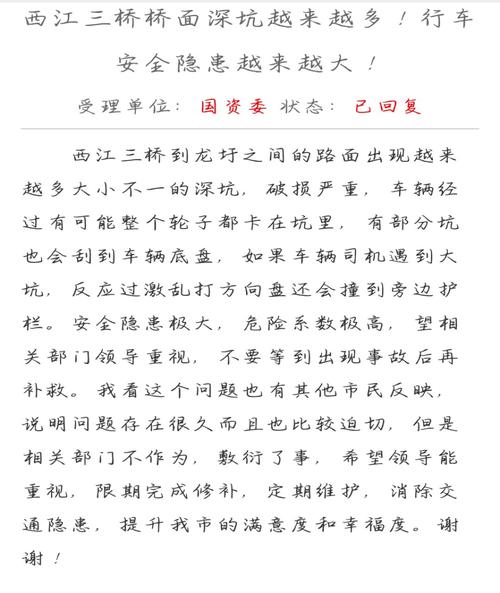 西江三桥桥面深坑越来越多！行车
安全隐患越来越大！
受理单位：国资委 状态：已回复
西江三桥到龙圩之间的路面出现越来
越多大小不一的深坑，破损严重，车辆经
过有可能整个轮子都卡在坑里，有部分坑
也会刮到车辆底盘，如果车辆司机遇到大
坑，反应过激乱打方向盘还会撞到旁边护
栏。安全隐患极大，危险系数极高，望相
关部门领导重视，不要等到出现事故后再
补救。我看这个问题也有其他市民反映，
说明问题存在很久而且也比较迫切，但是
相关部门不作为，敷衍了事，希望领导能
重视，限期完成修补，定期维护，消除交
通隐患，提升我市的满意度和幸福度。谢
谢！